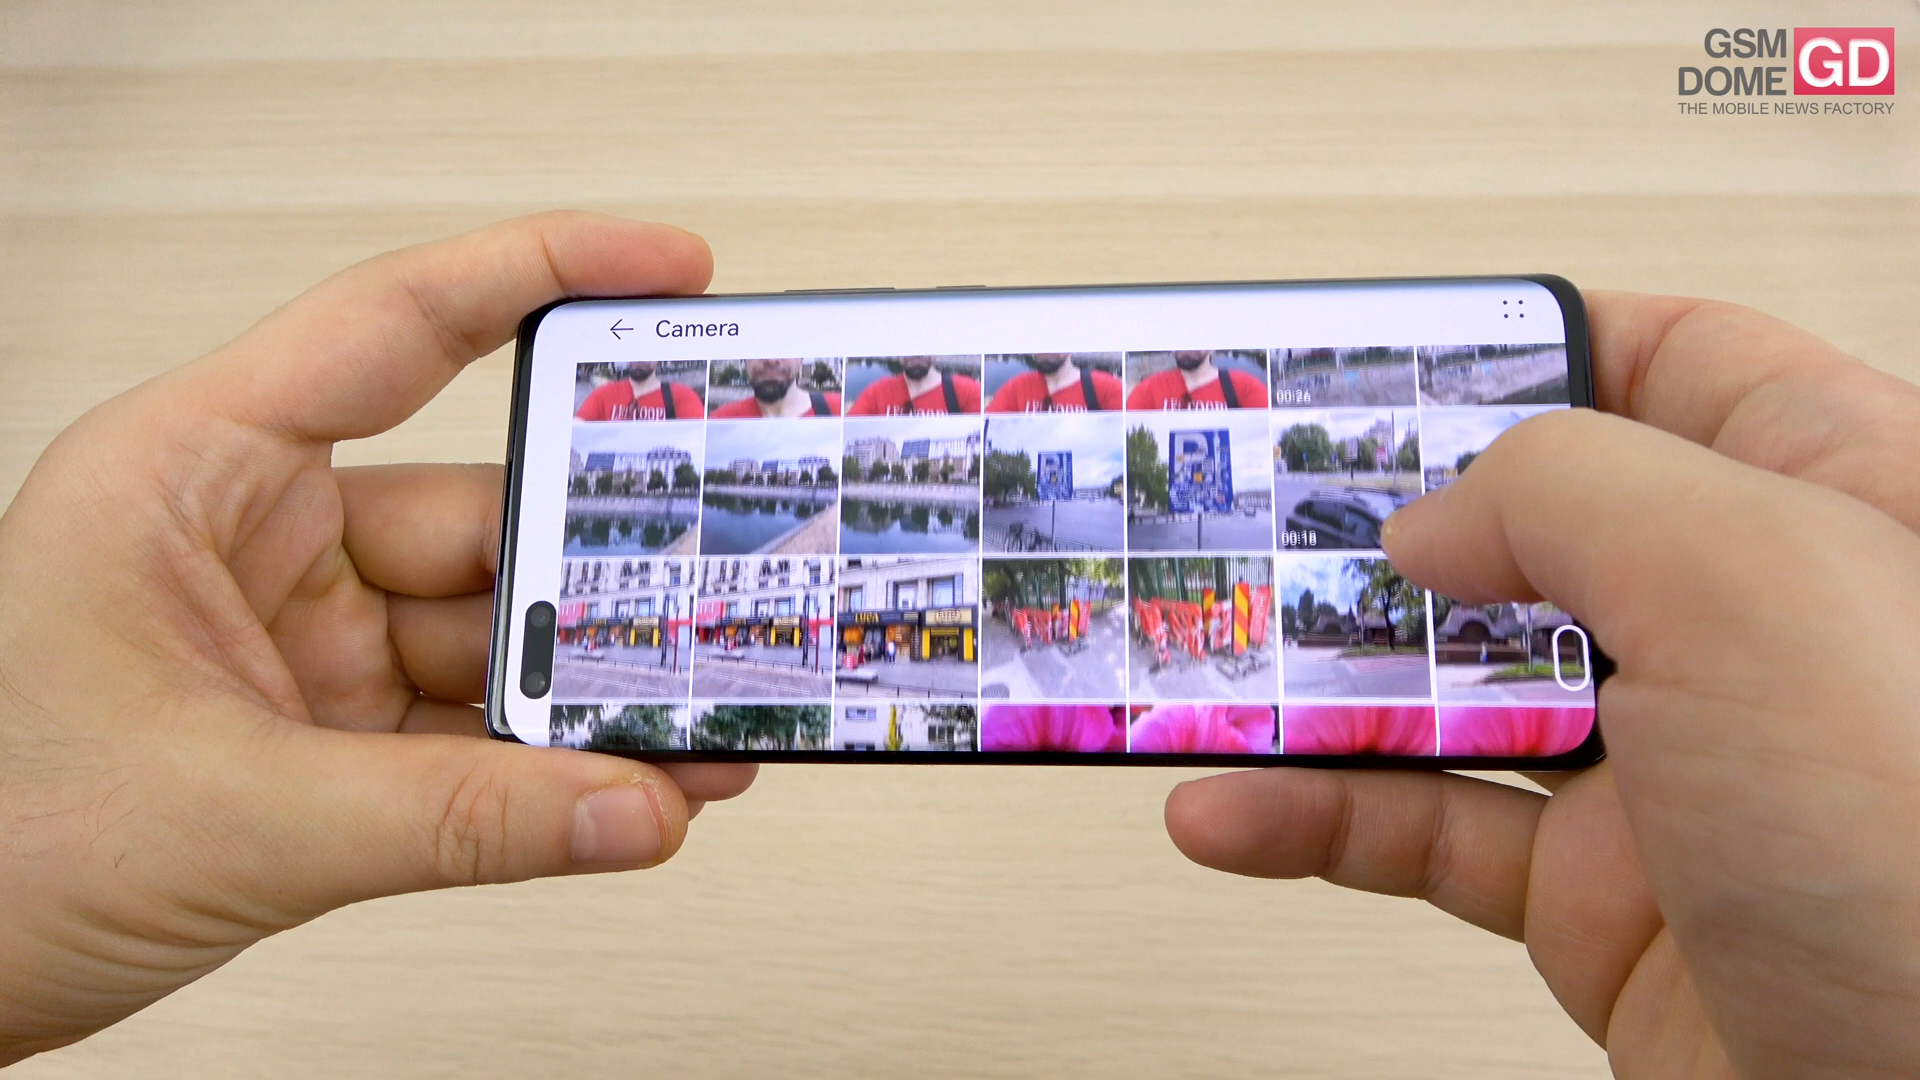 GSM
DOME
GD
THE MOBILE NEWS FACTORY
Camera
00:26
00:18